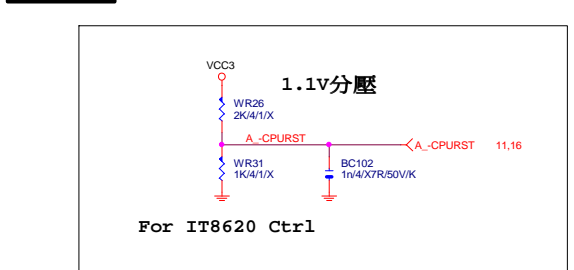 VCC3
1.1V分壓
WR26
2K/4/1/X
A_-CPURST
A_-CPURST 11,16
WR31
1K/4/1/X
BC102
1n/4/X7R/50V/K
For IT8620 Ctrl